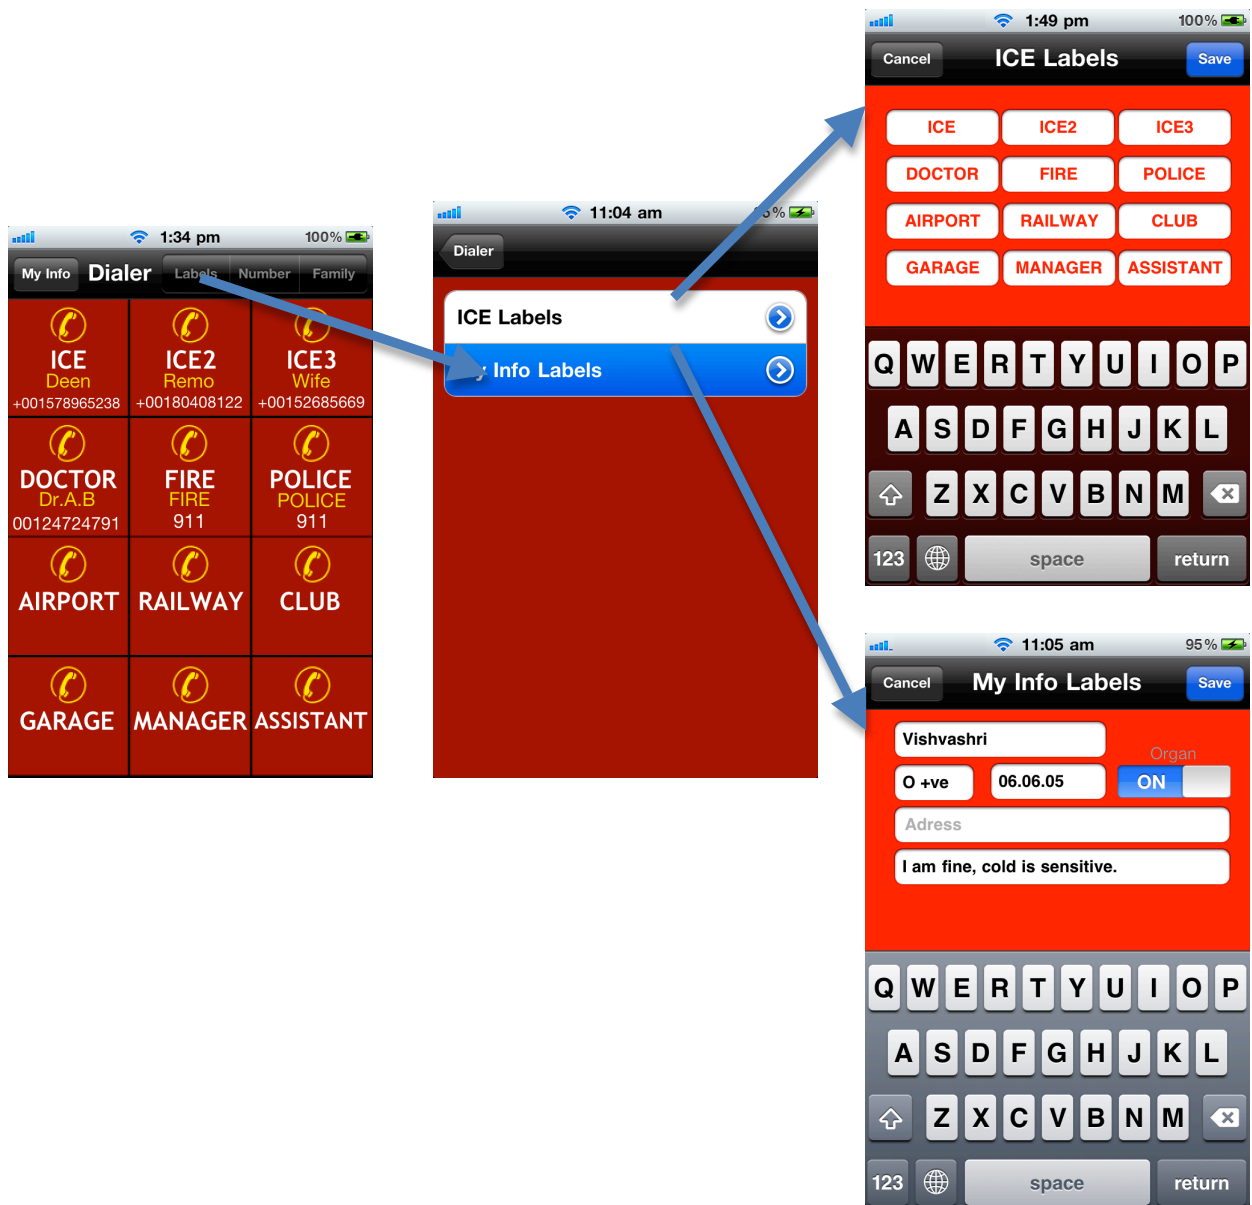 1:34 pm 100%
My Info Dialer Labels Number Family
ICE ICE2 ICE3
Deen Remo Wife
+001578965238 +00180408122 +00152685669
DOCTOR FIRE POLICE
Dr.A.B FIRE POLICE
00124724791 911 911
AIRPORT RAILWAY CLUB
GARAGE MANAGER ASSISTANT
11:04 am %
Dialer
ICE Labels
Info Labels
1:49 pm 100%
Cancel ICE Labels Save
ICE ICE2 ICE3
DOCTOR FIRE POLICE
AIRPORT RAILWAY CLUB
GARAGE MANAGER ASSISTANT
Q W E R T Y U I O P
A S D F G H J K L
Z X C V B N M
123 space return
11:05 am 95%
Cancel My Info Labels Save
Vishvashri
Organ
O +ve 06.06.05 ON
Adress
I am fine, cold is sensitive.
Q W E R T Y U I O P
A S D F G H J K L
Z X C V B N M
123 space return